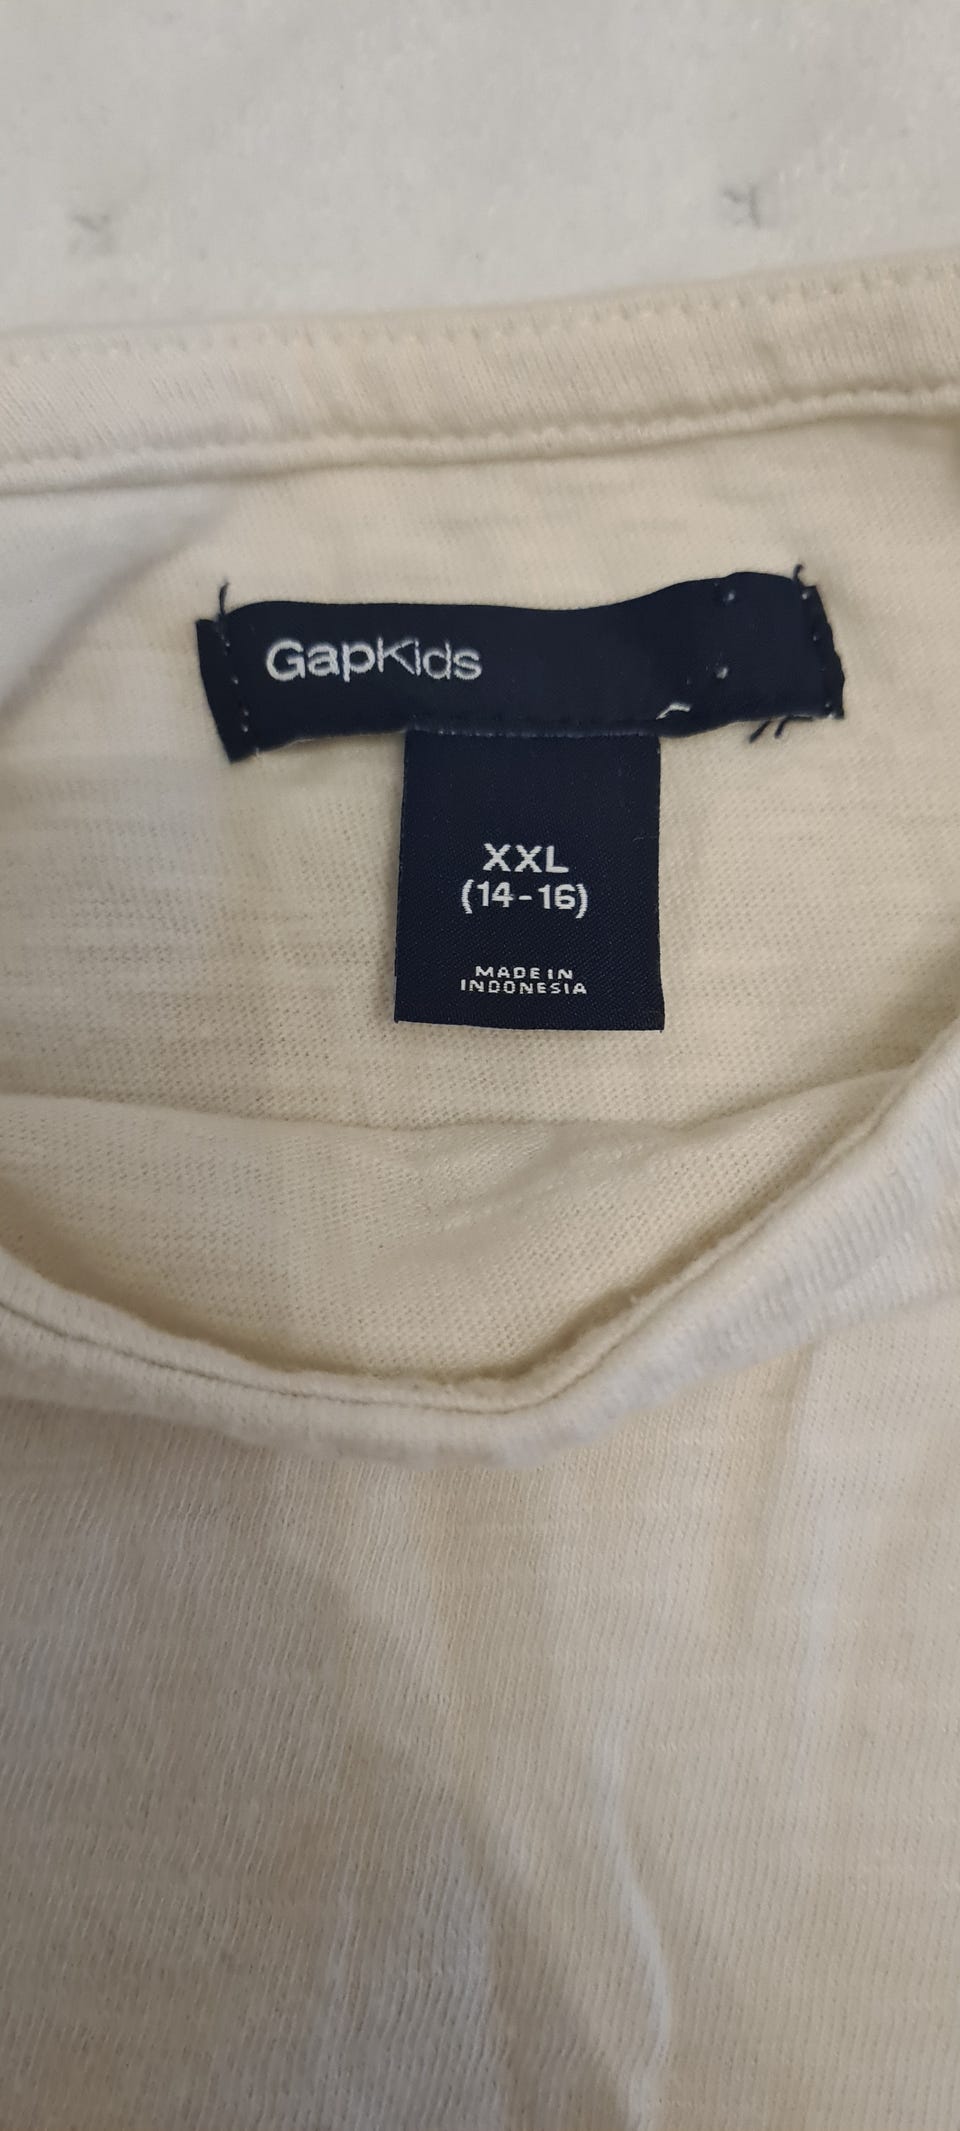 GapKids
XXL
(14-16)
MADE IN
INDONESIA